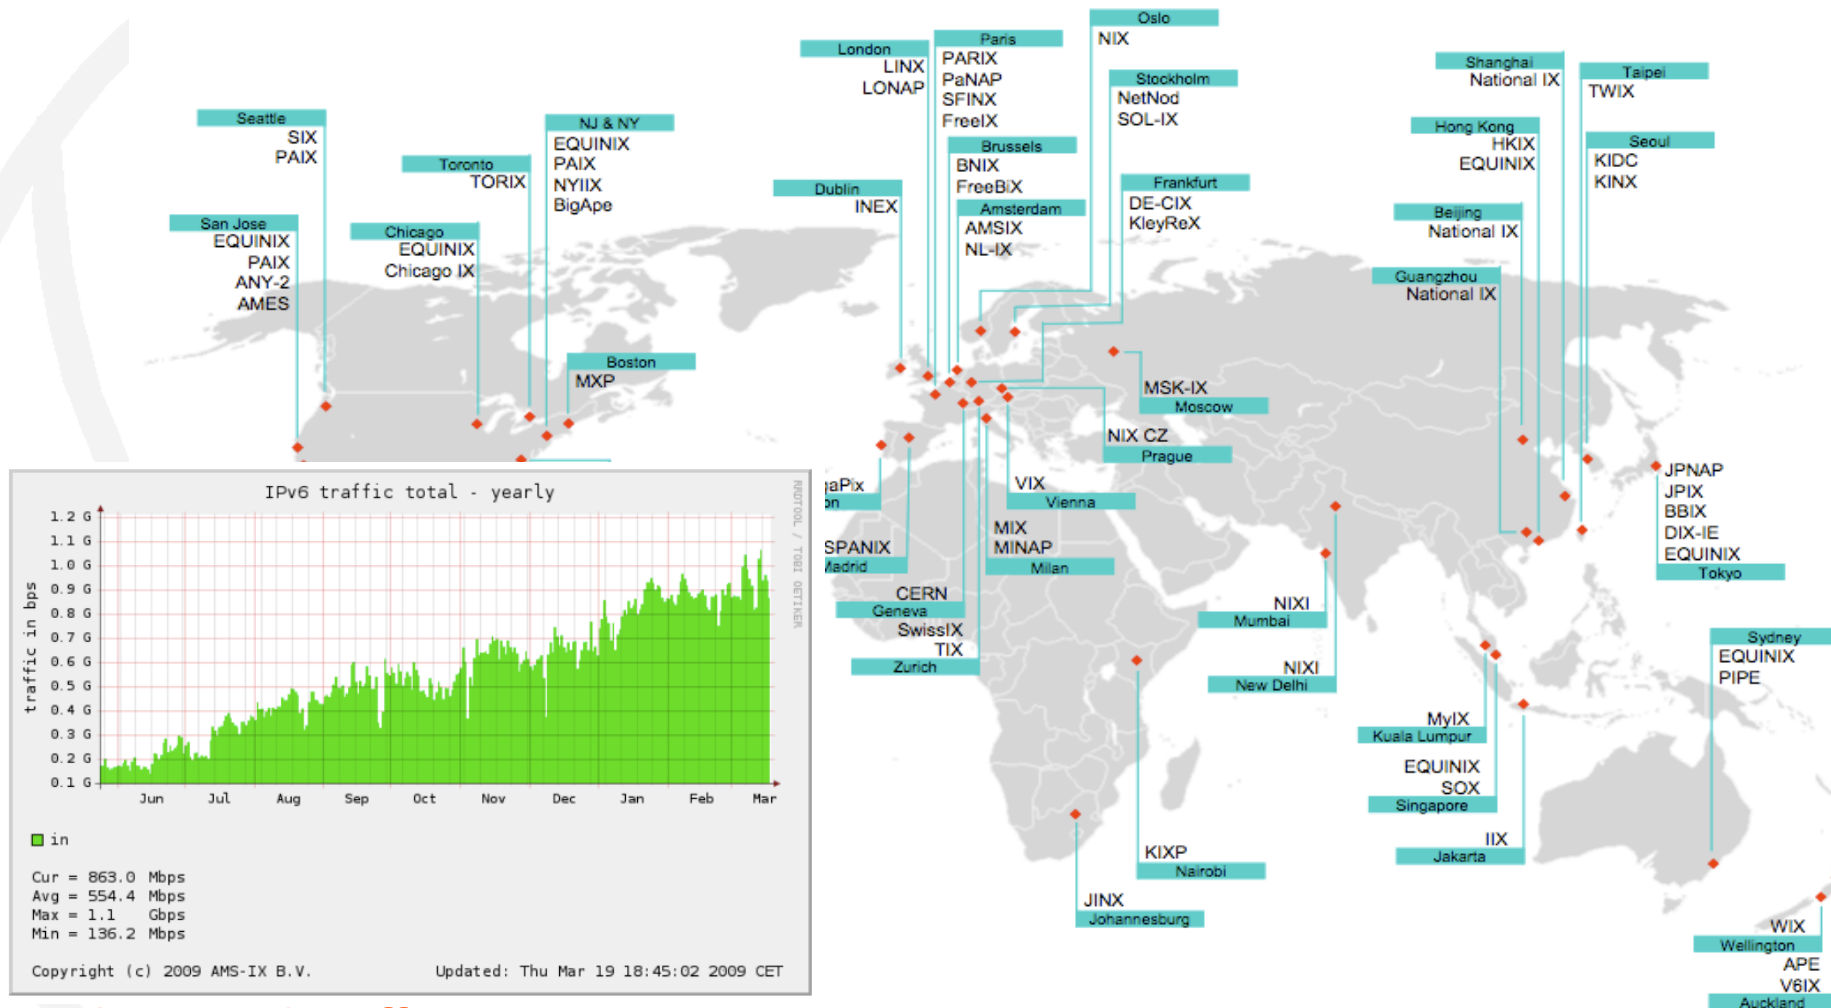 Oslo
NIX
London
LINX
LONAP
Paris
PARIX
PaNAP
SFINX
FreeIX
Stockholm
NetNod
SOL-IX
Shanghai
National IX
Taipei
TWIX
Seattle
SIX
PAIX
NJ & NY
EQUINIX
PAIX
NYIIX
BigApe
Toronto
TORIX
Brussels
BNIX
FreeBiX
Hong Kong
HKIX
EQUINIX
Seoul
KIDC
KINX
Dublin
INEX
Frankfurt
DE-CIX
KleyReX
Amsterdam
AMSIX
NL-IX
San Jose
EQUINIX
PAIX
ANY-2
AMES
Chicago
EQUINIX
Chicago IX
Beijing
National IX
Guangzhou
National IX
Boston
MXP
MSK-IX
Moscow
NIX CZ
Prague
gaPix
on
VIX
Vienna
SPANIX
Madrid
MIX
MINAP
Milan
CERN
Geneva
SwissIX
TIX
Zurich
JPNAP
JPIX
BBIX
DIX-IE
EQUINIX
Tokyo
NIXI
Mumbai
NIXI
New Delhi
Sydney
EQUINIX
PIPE
MyIX
Kuala Lumpur
EQUINIX
SOX
Singapore
IIX
Jakarta
KIXP
Nairobi
JINX
Johannesburg
WIX
Wellington
APE
V6IX
Auckland
IPv6 traffic total - yearly
RRDTOOL / TOBI OETIKER
traffic in bps
1.2 G
1.1 G
1.0 G
0.9 G
0.8 G
0.7 G
0.6 G
0.5 G
0.4 G
0.3 G
0.2 G
0.1 G
Jun Jul Aug Sep Oct Nov Dec Jan Feb Mar
in
Cur = 863.0 Mbps
Avg = 554.4 Mbps
Max = 1.1 Gbps
Min = 136.2 Mbps
Copyright (c) 2009 AMS-IX B.V.
Updated: Thu Mar 19 18:45:02 2009 CET